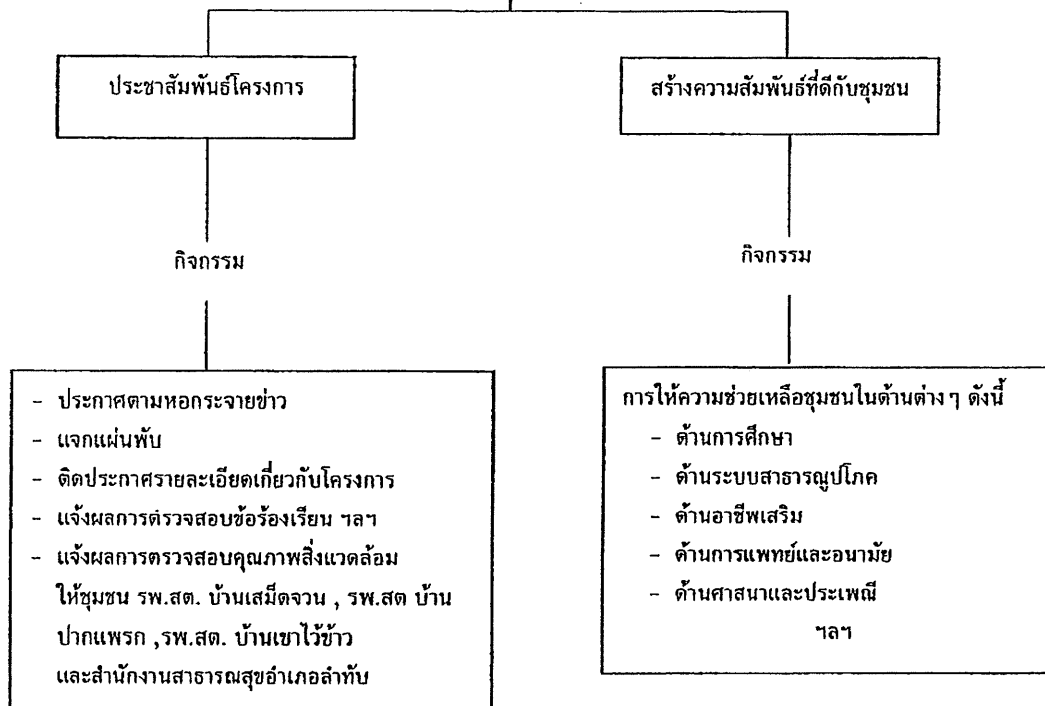 ประชาสัมพันธ์โครงการ
สร้างความสัมพันธ์ที่ดีกับชุมชน
กิจกรรม
กิจกรรม
- ประกาศตามหอกระจายข่าว
- แจกแผ่นพับ
- ติดประกาศรายละเอียดเกี่ยวกับโครงการ
- แจ้งผลการตรวจสอบข้อร้องเรียน ฯลฯ
- แจ้งผลการตรวจสอบคุณภาพสิ่งแวดล้อม
ให้ชุมชน รพ.สต. บ้านเสม็ดจวน , รพ.สต บ้าน
ปากแพรก ,รพ.สต. บ้านเขาไว้ข้าว
และสำนักงานสาธารณสุขอำเภอลำทับ
การให้ความช่วยเหลือชุมชนในด้านต่าง ๆ ดังนี้
- ด้านการศึกษา
- ด้านระบบสาธารณูปโภค
- ด้านอาชีพเสริม
- ด้านการแพทย์และอนามัย
- ด้านศาสนาและประเพณี
ฯลฯ